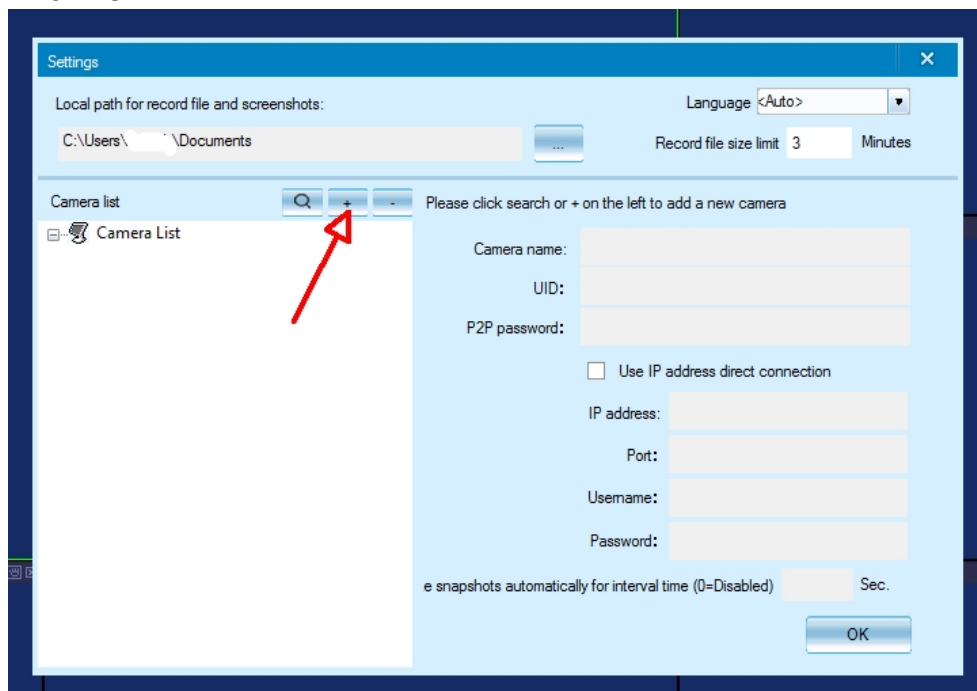 Settings
Local path for record file and screenshots:
Language <Auto>
C:\Users\ \Documents
...
Record file size limit 3 Minutes
Camera list
+ -
Please click search or + on the left to add a new camera
Camera List
Camera name:
UID:
P2P password:
Use IP address direct connection
IP address:
Port:
Username:
Password:
e snapshots automatically for interval time (0=Disabled) Sec.
OK